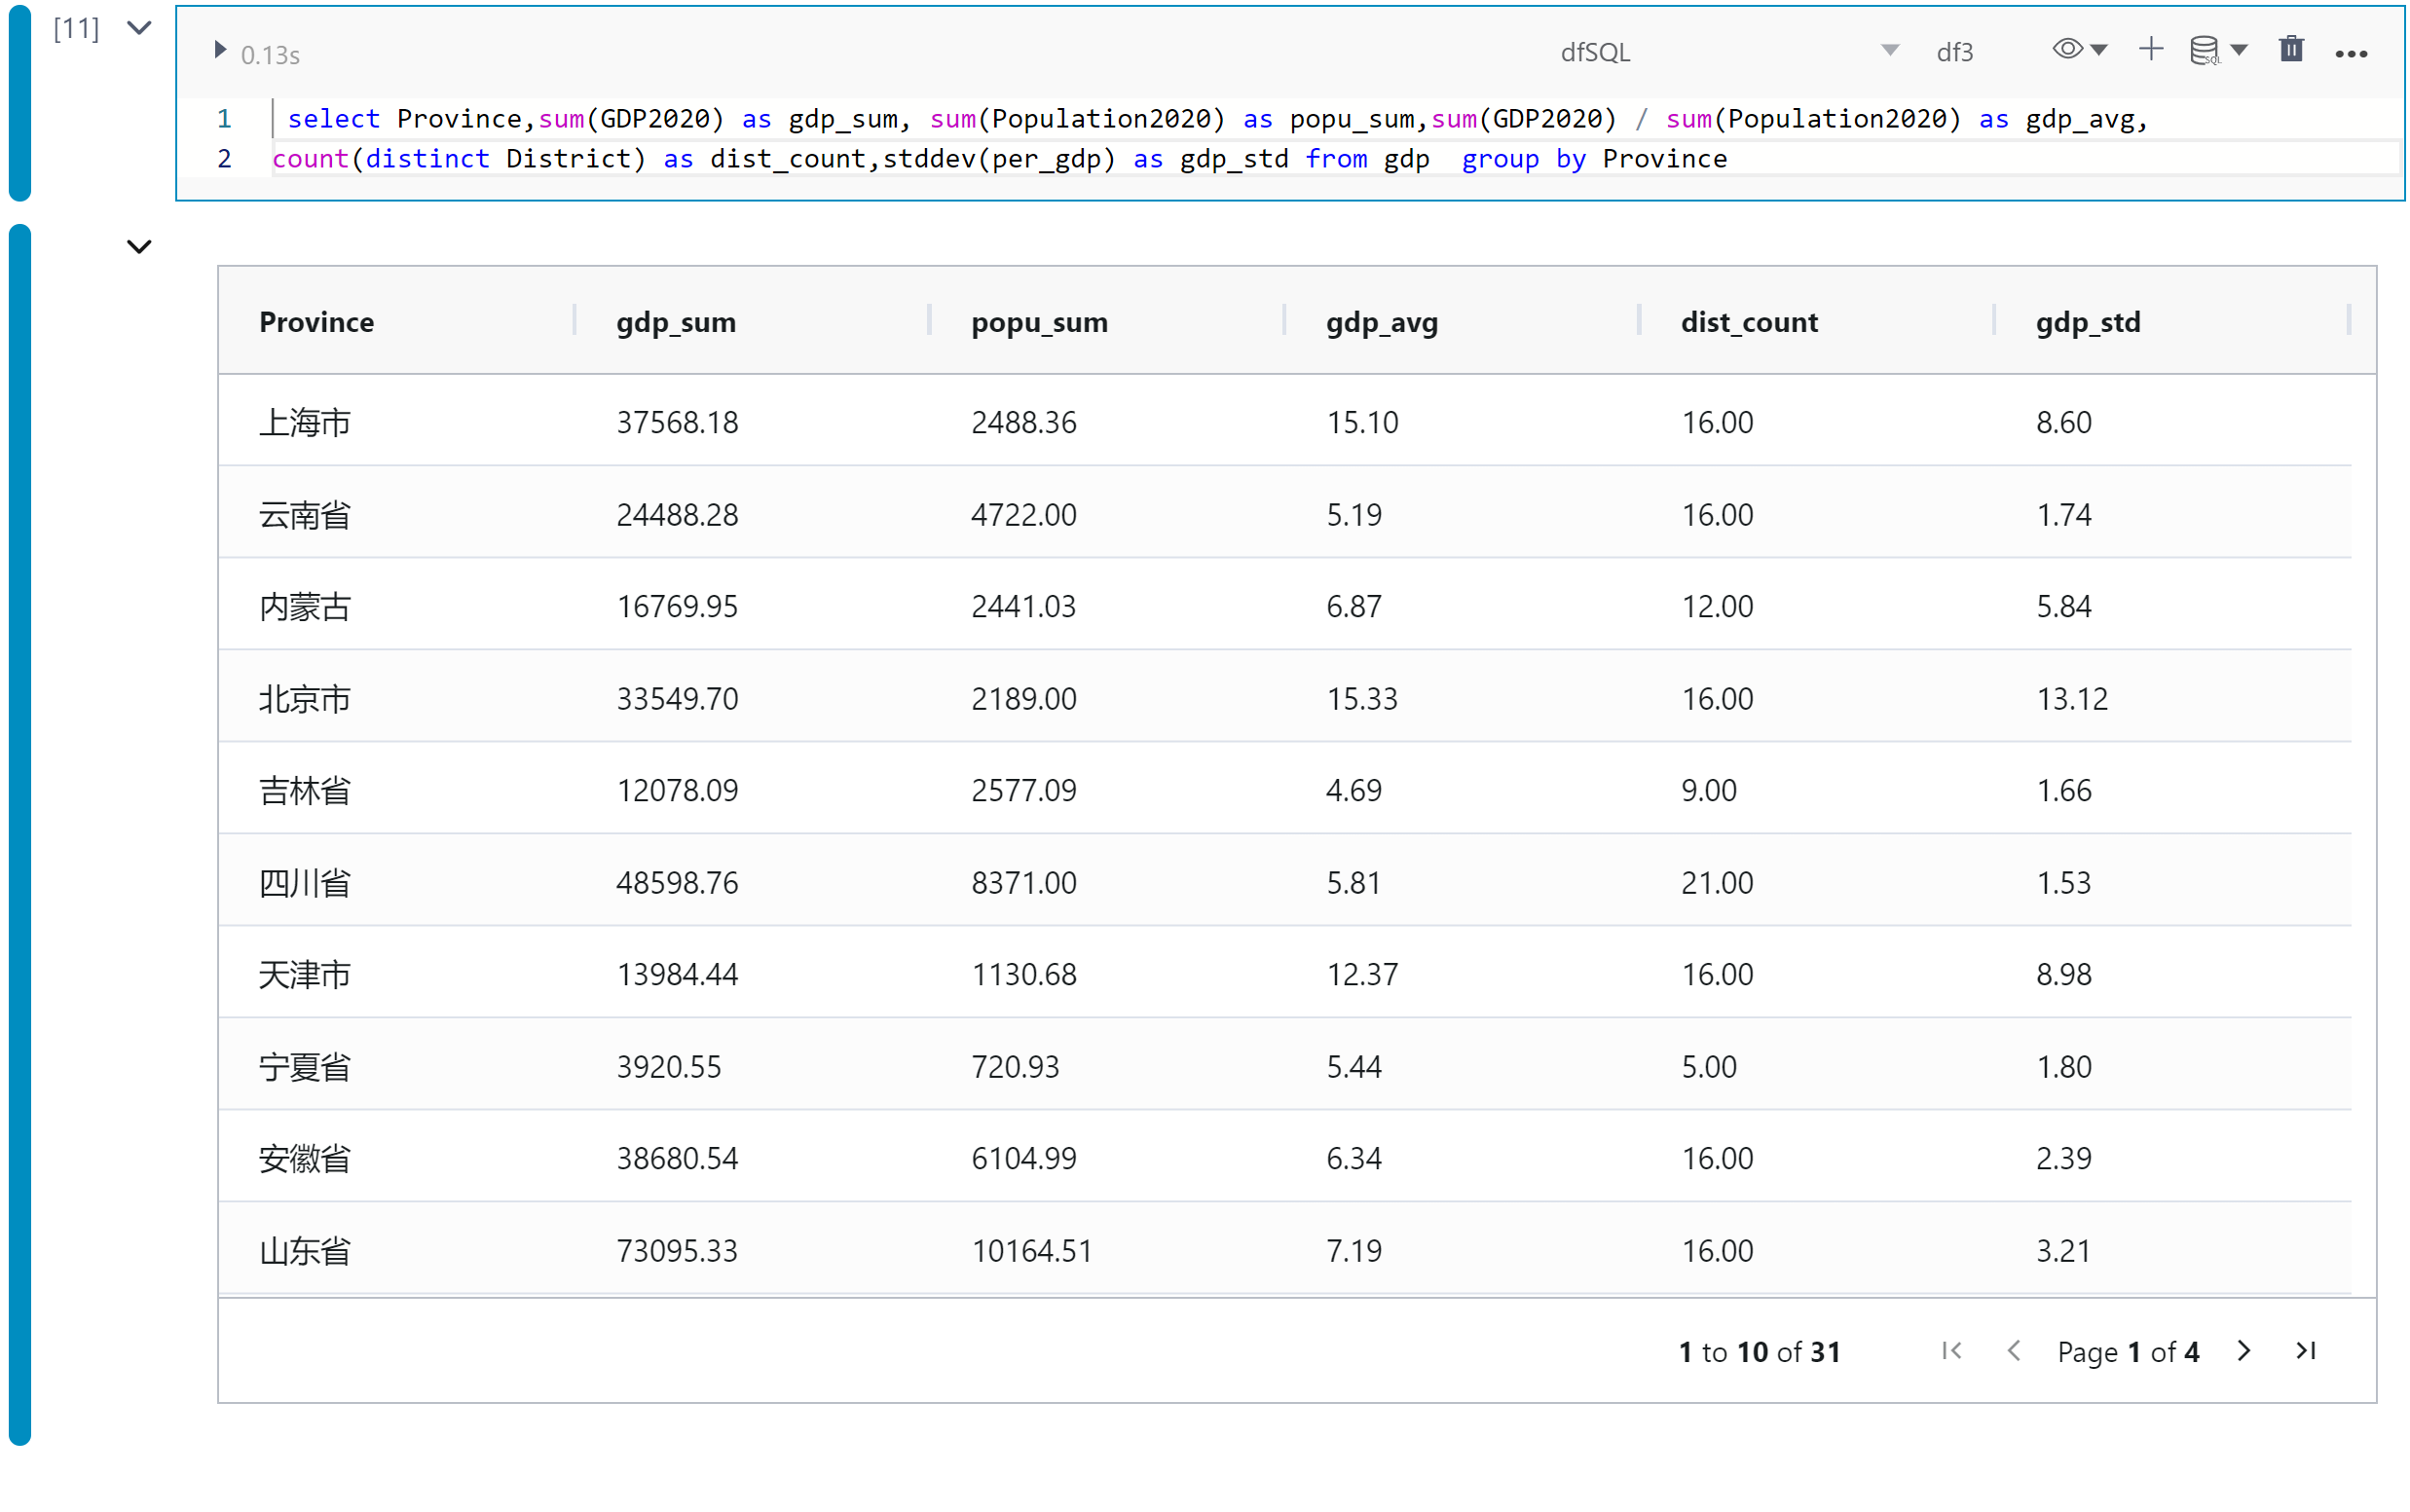 [11]
0.13s dfSQL df3
1 select Province,sum(GDP2020) as gdp_sum, sum(Population2020) as popu_sum,sum(GDP2020) / sum(Population2020) as gdp_avg,
2 count(distinct District) as dist_count,stddev(per_gdp) as gdp_std from gdp  group by Province
Province gdp_sum popu_sum gdp_avg dist_count gdp_std
上海市 37568.18 2488.36 15.10 16.00 8.60
云南省 24488.28 4722.00 5.19 16.00 1.74
内蒙古 16769.95 2441.03 6.87 12.00 5.84
北京市 33549.70 2189.00 15.33 16.00 13.12
吉林省 12078.09 2577.09 4.69 9.00 1.66
四川省 48598.76 8371.00 5.81 21.00 1.53
天津市 13984.44 1130.68 12.37 16.00 8.98
宁夏省 3920.55 720.93 5.44 5.00 1.80
安徽省 38680.54 6104.99 6.34 16.00 2.39
山东省 73095.33 10164.51 7.19 16.00 3.21
1 to 10 of 31 Page 1 of 4